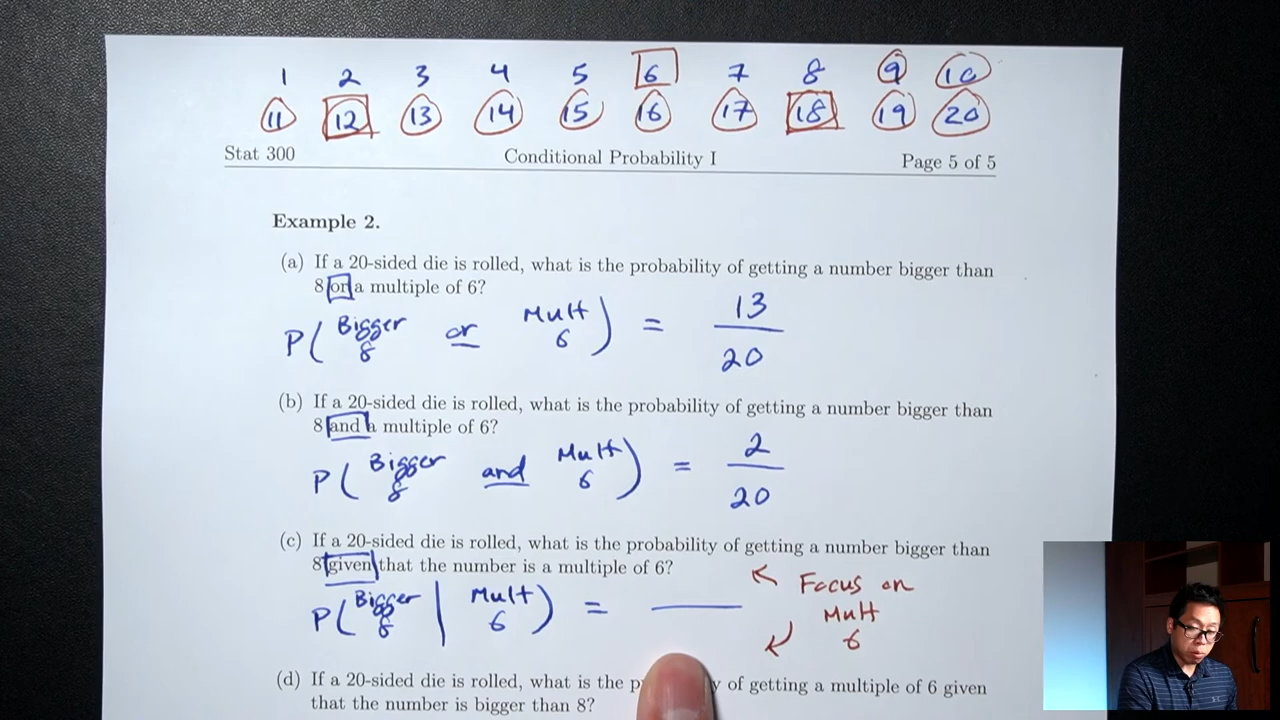 1 2 3 4 5 6 7 8 9 10
11 12 13 14 15 16 17 18 19 20
Stat 300 Conditional Probability I Page 5 of 5
Example 2.
(a) If a 20-sided die is rolled, what is the probability of getting a number bigger than
8 or a multiple of 6?
P( Bigger 8 or Mult 6 ) = 13/20
(b) If a 20-sided die is rolled, what is the probability of getting a number bigger than
8 and a multiple of 6?
P( Bigger 8 and Mult 6 ) = 2/20
(c) If a 20-sided die is rolled, what is the probability of getting a number bigger than
8 given that the number is a multiple of 6?
P( Bigger 8 | Mult 6 ) =
Focus on
Mult
6
(d) If a 20-sided die is rolled, what is the of getting a multiple of 6 given
that the number is bigger than 8?